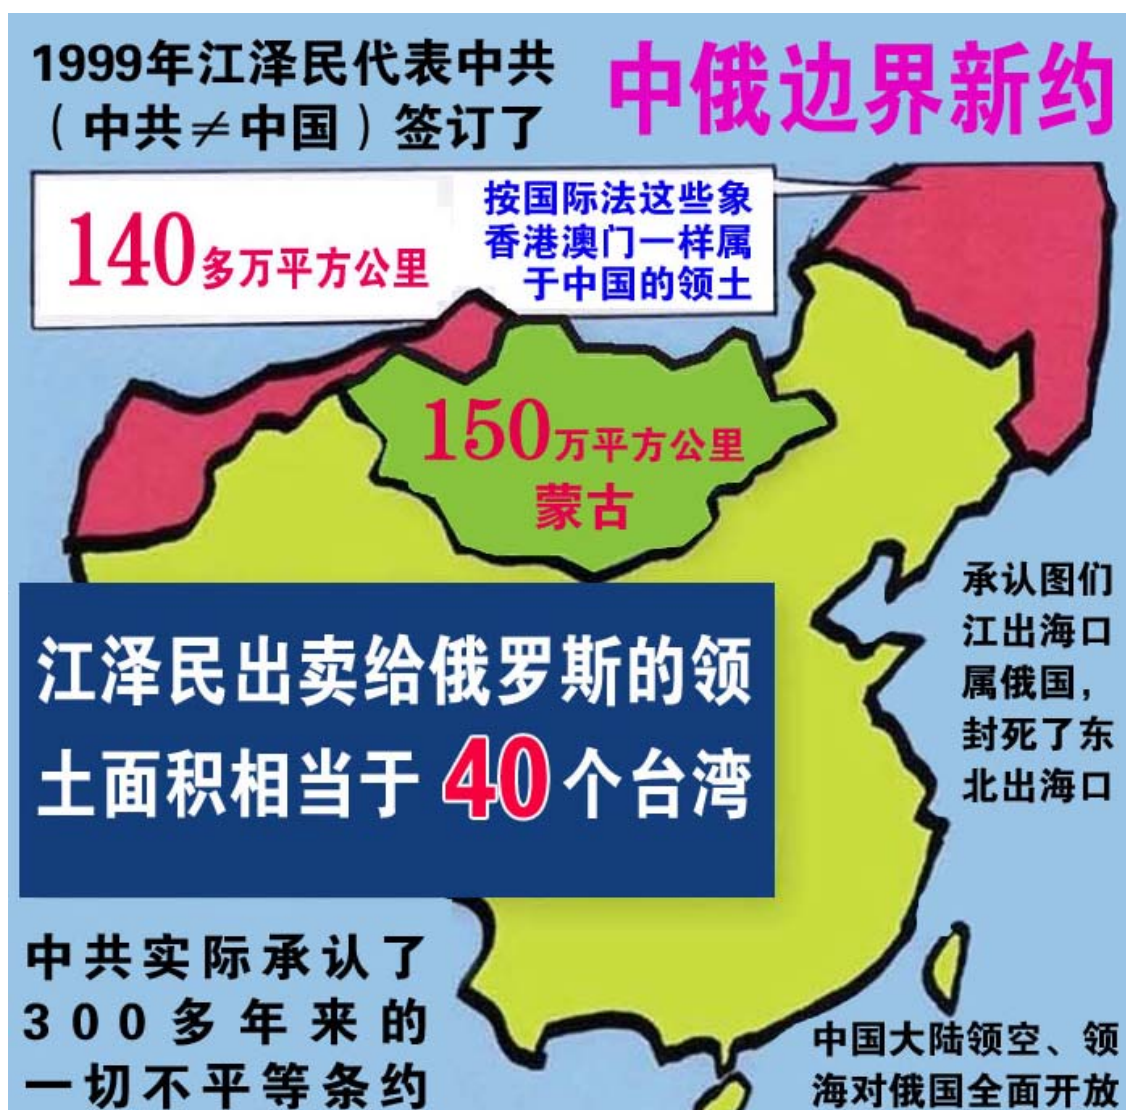 1999年江泽民代表中共
（中共≠中国）签订了
中俄边界新约
140多万平方公里
按国际法这些象
香港澳门一样属
于中国的领土
150万平方公里
蒙古
江泽民出卖给俄罗斯的领
土面积相当于40个台湾
承认图们
江出海口
属俄国，
封死了东
北出海口
中共实际承认了
300多年来的
一切不平等条约
中国大陆领空、领
海对俄国全面开放